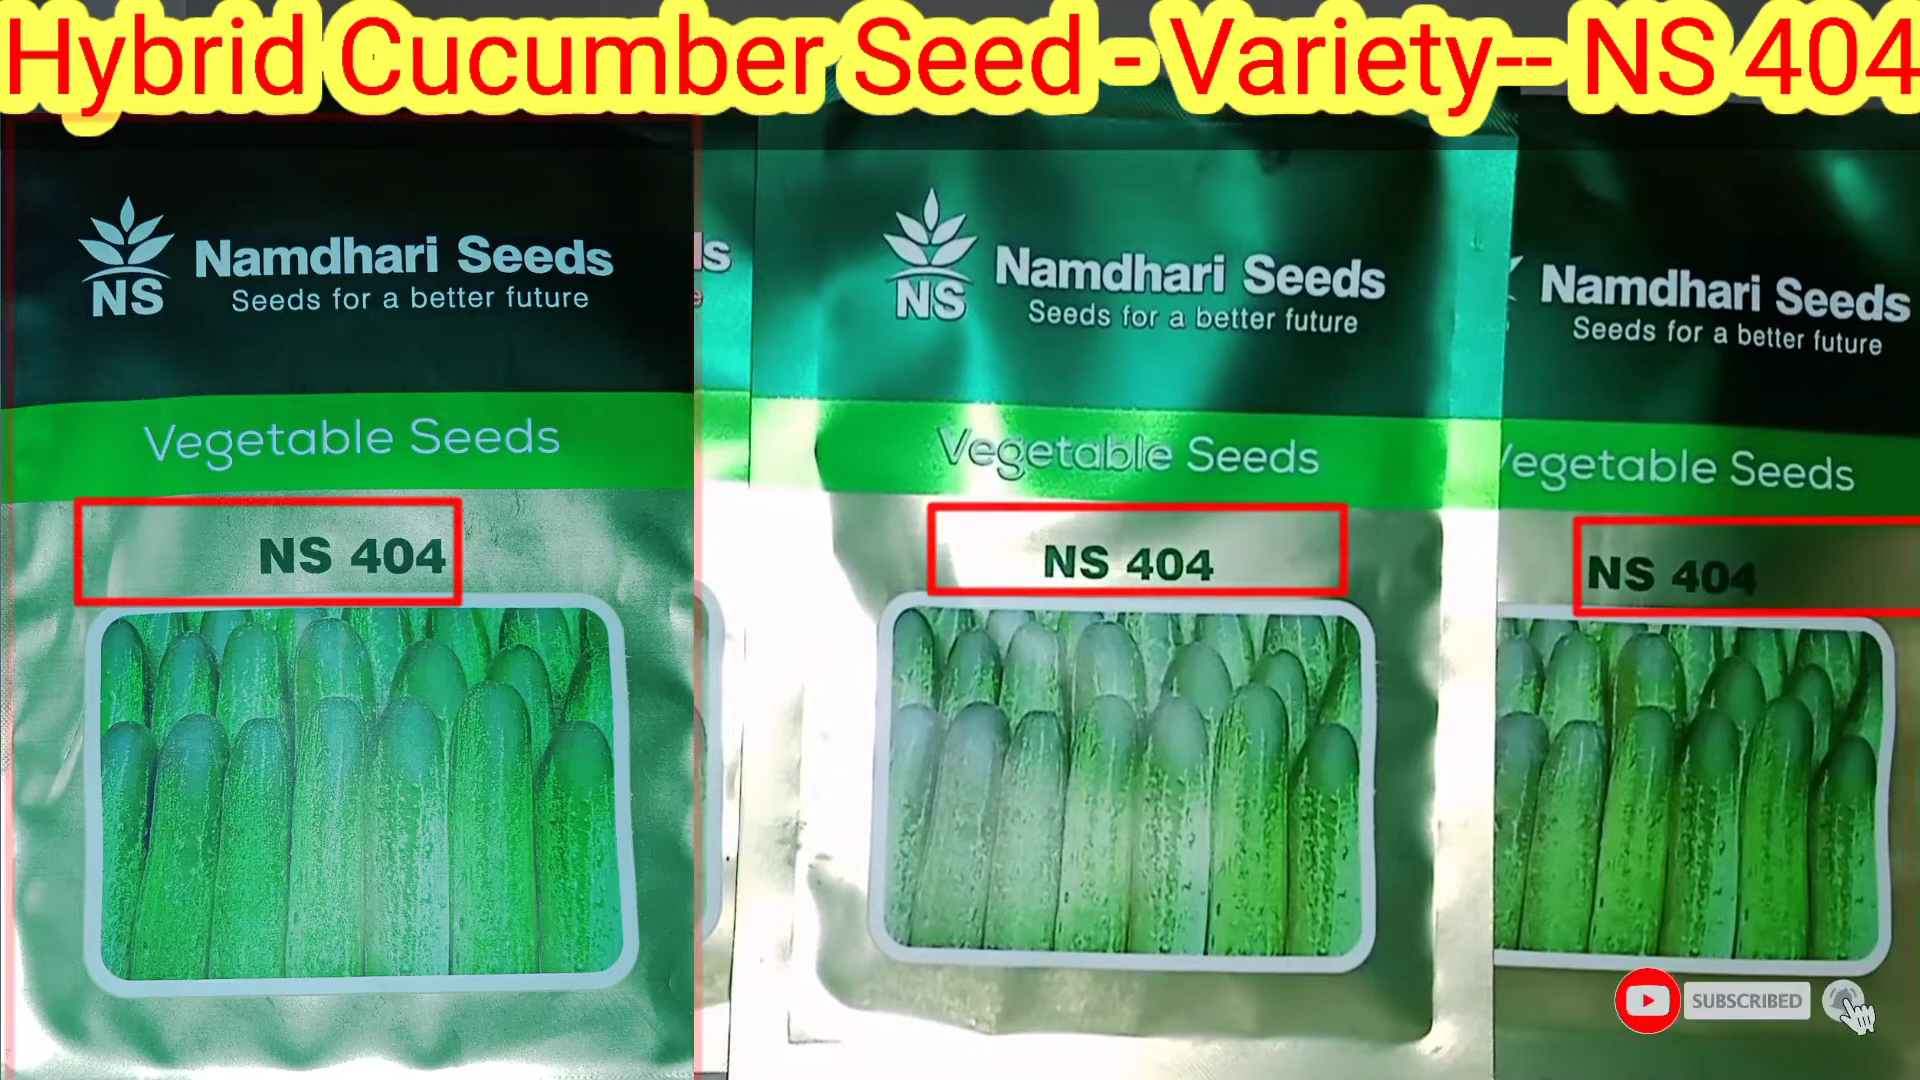 Hybrid Cucumber Seed - Variety-- NS 404
NS
Namdhari Seeds
Seeds for a better future
Vegetable Seeds
NS 404
ds
e
NS
Namdhari Seeds
Seeds for a better future
Vegetable Seeds
NS 404
Namdhari Seeds
Seeds for a better future
Vegetable Seeds
NS 404
SUBSCRIBED